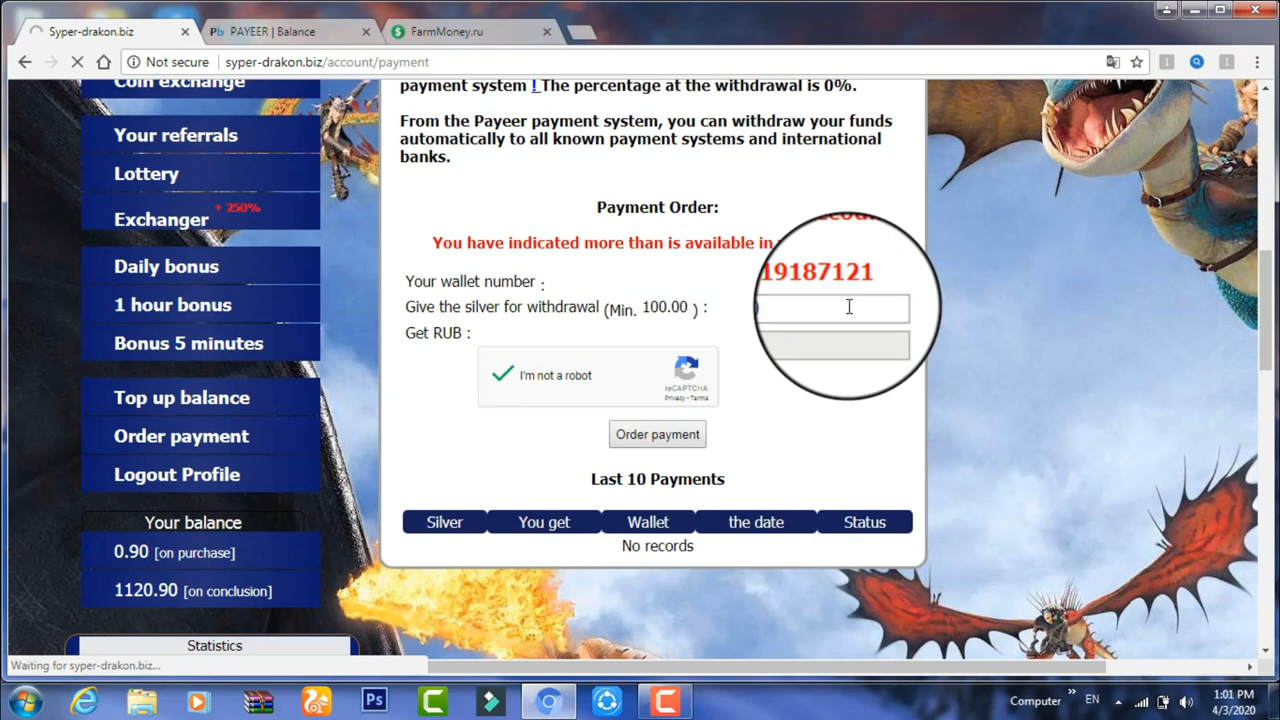 Syper-drakon.biz
PAYEER | Balance
FarmMoney.ru
Not secure
syper-drakon.biz/account/payment
Coin exchange
Your referrals
Lottery
Exchanger + 250%
Daily bonus
1 hour bonus
Bonus 5 minutes
Top up balance
Order payment
Logout Profile
Your balance
0.90 [on purchase]
1120.90 [on conclusion]
Statistics
payment system ! The percentage at the withdrawal is 0%.
From the Payeer payment system, you can withdraw your funds
automatically to all known payment systems and international
banks.
Payment Order:
You have indicated more than is available in
19187121
Your wallet number :
Give the silver for withdrawal (Min. 100.00 ) :
Get RUB :
I'm not a robot
reCAPTCHA
Privacy - Terms
Order payment
Last 10 Payments
Silver You get Wallet the date Status
No records
Waiting for syper-drakon.biz...
Computer
EN
1:01 PM
4/3/2020